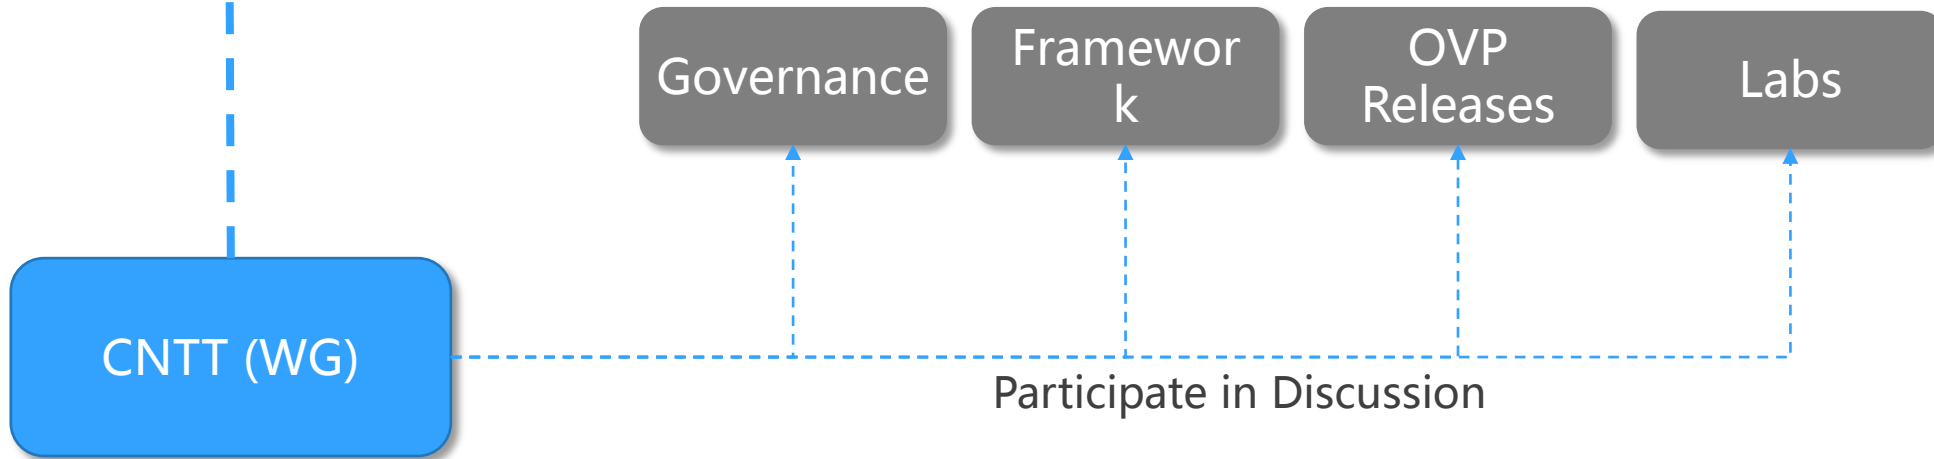 Governance
Framewor
k
OVP
Releases
Labs
CNTT (WG)
Participate in Discussion